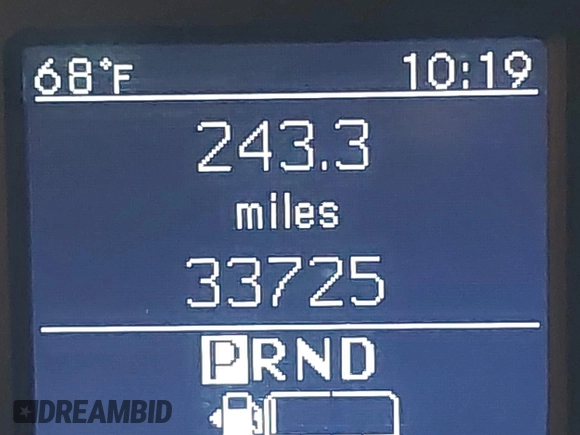 68°F 10:19
243.3
miles
33725
PRND
DREAMBID